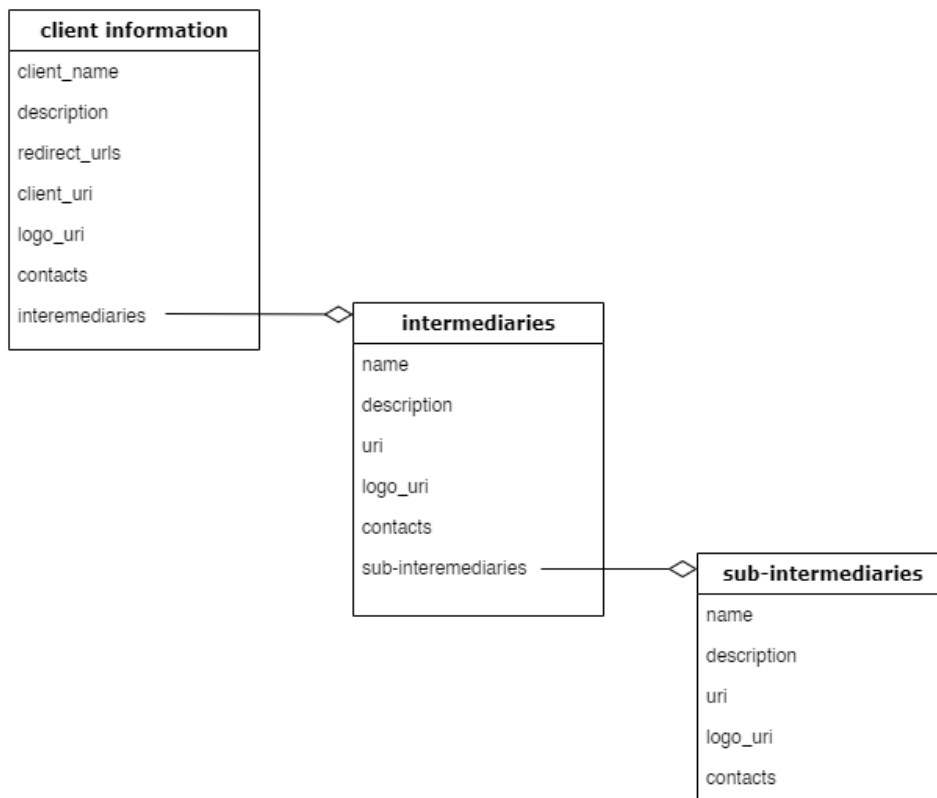 client information
client_name
description
redirect_urls
client_uri
logo_uri
contacts
interemediaries
intermediaries
name
description
uri
logo_uri
contacts
sub-interemediaries
sub-intermediaries
name
description
uri
logo_uri
contacts